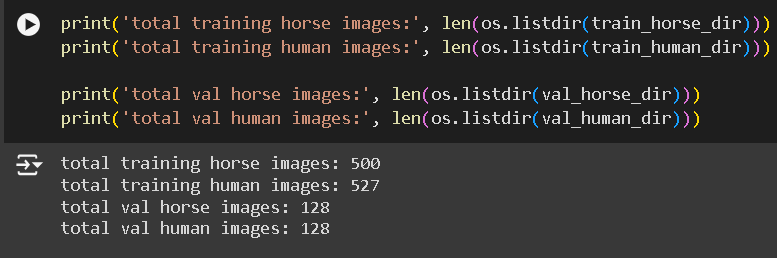 print('total training horse images:', len(os.listdir(train_horse_dir)))
print('total training human images:', len(os.listdir(train_human_dir)))
print('total val horse images:', len(os.listdir(val_horse_dir)))
print('total val human images:', len(os.listdir(val_human_dir)))
total training horse images: 500
total training human images: 527
total val horse images: 128
total val human images: 128